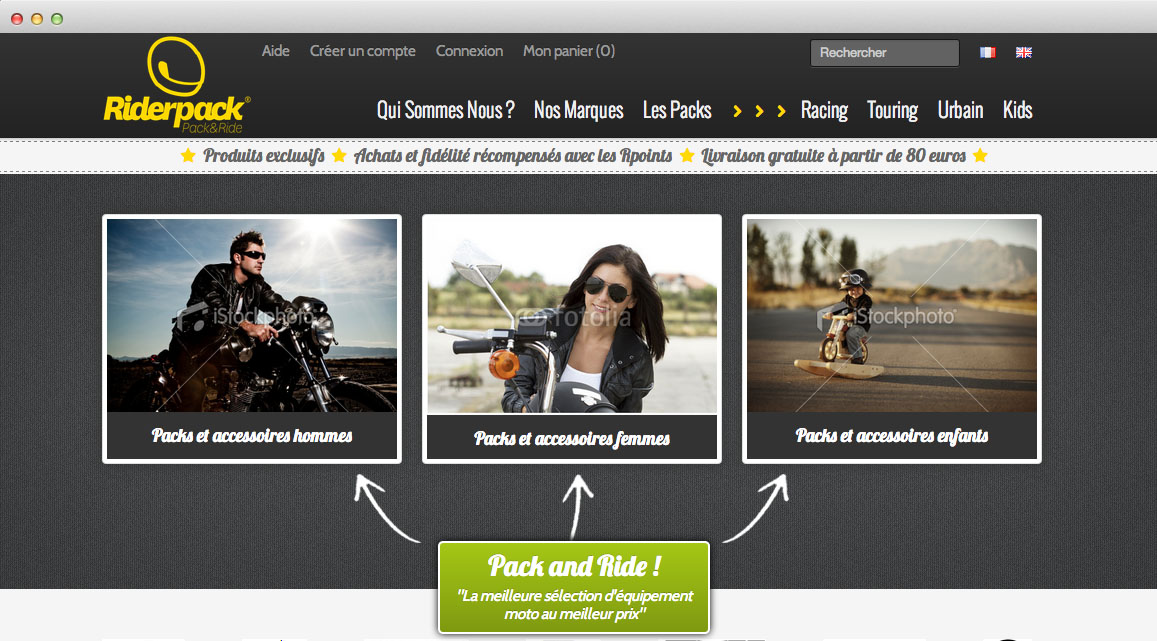 Aide Créer un compte Connexion Mon panier (0)
Rechercher
Riderpack®
Pack&Ride
Qui Sommes Nous ? Nos Marques Les Packs Racing Touring Urbain Kids
Produits exclusifs Achats et fidélité récompensés avec les Rpoints Livraison gratuite à partir de 80 euros
iStockphoto
Fotolia
iStockphoto
Packs et accessoires hommes
Packs et accessoires femmes
Packs et accessoires enfants
Pack and Ride !
"La meilleure sélection d'équipement
moto au meilleur prix"